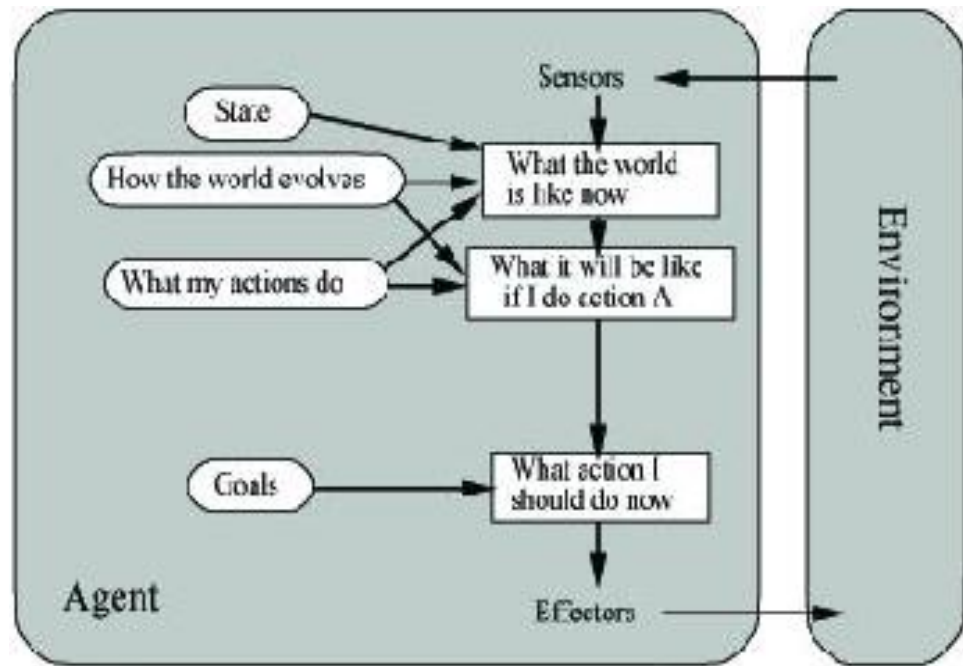 Sensors
State
What the world
is like now
How the world evolves
What my actions do
What it will be like
if I do action A
Environment
Goals
What action I
should do now
Agent
Effectors